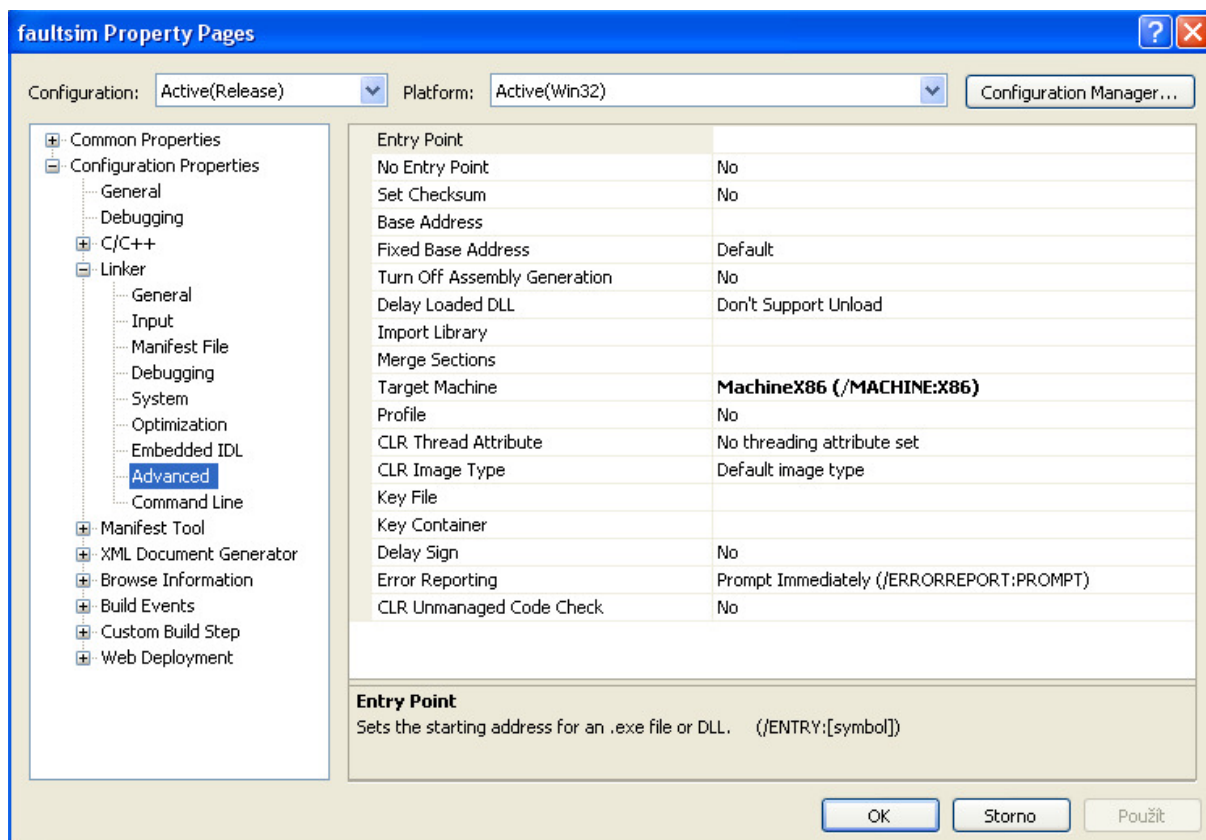 faultsim Property Pages
Configuration: Active(Release) Platform: Active(Win32) Configuration Manager...
Common Properties
Configuration Properties
General
Debugging
C/C++
Linker
General
Input
Manifest File
Debugging
System
Optimization
Embedded IDL
Advanced
Command Line
Manifest Tool
XML Document Generator
Browse Information
Build Events
Custom Build Step
Web Deployment
Entry Point
No Entry Point No
Set Checksum No
Base Address
Fixed Base Address Default
Turn Off Assembly Generation No
Delay Loaded DLL Don't Support Unload
Import Library
Merge Sections
Target Machine MachineX86 (/MACHINE:X86)
Profile No
CLR Thread Attribute No threading attribute set
CLR Image Type Default image type
Key File
Key Container
Delay Sign No
Error Reporting Prompt Immediately (/ERRORREPORT:PROMPT)
CLR Unmanaged Code Check No
Entry Point
Sets the starting address for an .exe file or DLL. (/ENTRY:[symbol])
OK Storno Použít